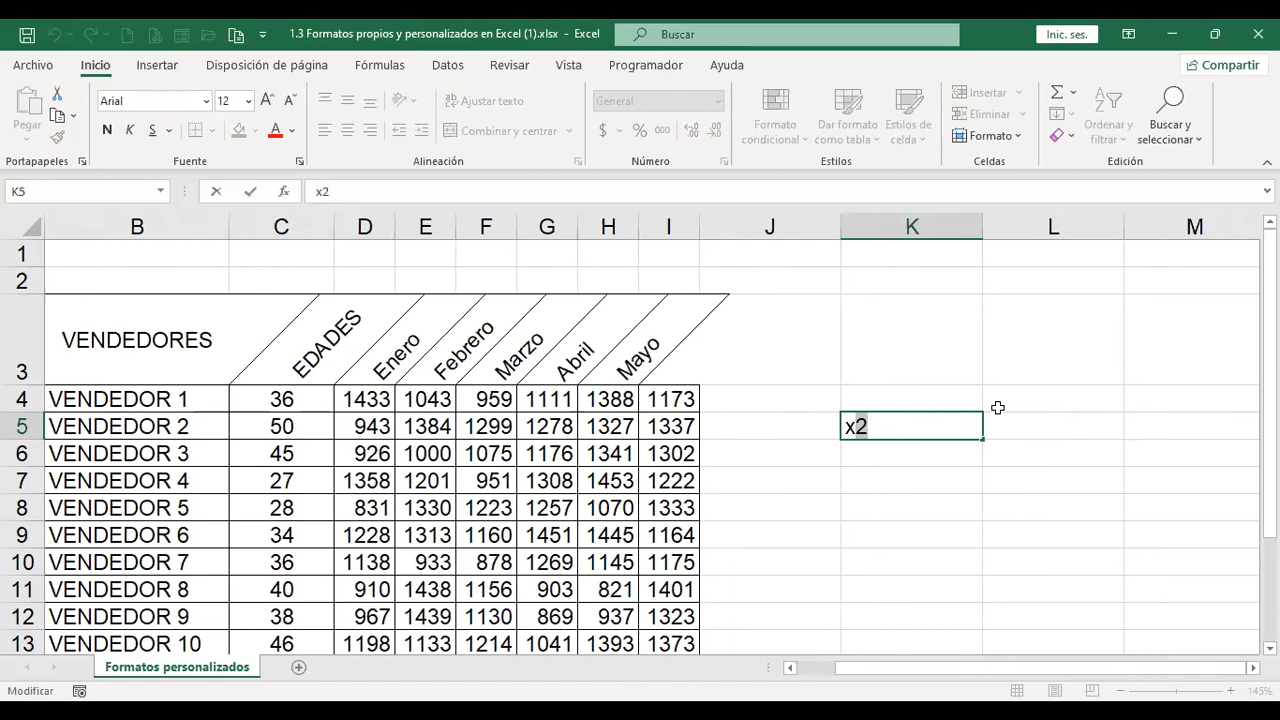 1.3 Formatos propios y personalizados en Excel (1).xlsx - Excel
Buscar
Inic. ses.
Archivo Inicio Insertar Disposición de página Fórmulas Datos Revisar Vista Programador Ayuda Compartir
Pegar
Arial 12
N K S
Ajustar texto
Combinar y centrar
General
$ % 000
Formato condicional
Dar formato como tabla
Estilos de celda
Insertar
Eliminar
Formato
Ordenar y filtrar
Buscar y seleccionar
Portapapeles Fuente Alineación Número Estilos Celdas Edición
K5 fx x2
B C D E F G H I J K L M
1
2
3 VENDEDORES EDADES Enero Febrero Marzo Abril Mayo
4 VENDEDOR 1 36 1433 1043 959 1111 1388 1173
5 VENDEDOR 2 50 943 1384 1299 1278 1327 1337 x2
6 VENDEDOR 3 45 926 1000 1075 1176 1341 1302
7 VENDEDOR 4 27 1358 1201 951 1308 1453 1222
8 VENDEDOR 5 28 831 1330 1223 1257 1070 1333
9 VENDEDOR 6 34 1228 1313 1160 1451 1445 1164
10 VENDEDOR 7 36 1138 933 878 1269 1145 1175
11 VENDEDOR 8 40 910 1438 1156 903 821 1401
12 VENDEDOR 9 38 967 1439 1130 869 937 1323
13 VENDEDOR 10 46 1198 1133 1214 1041 1393 1373
Formatos personalizados
Modificar 145%